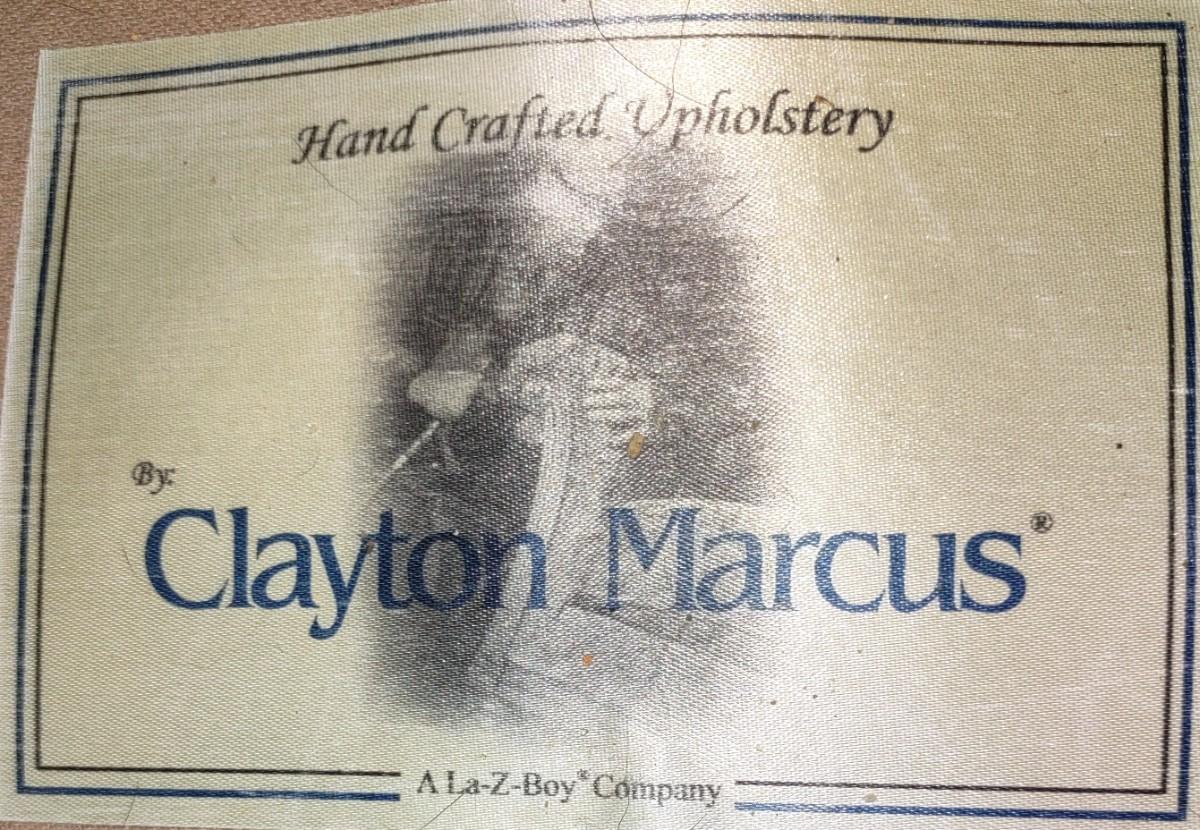 Hand Crafted Upholstery
By:
Clayton Marcus®
A La-Z-Boy® Company